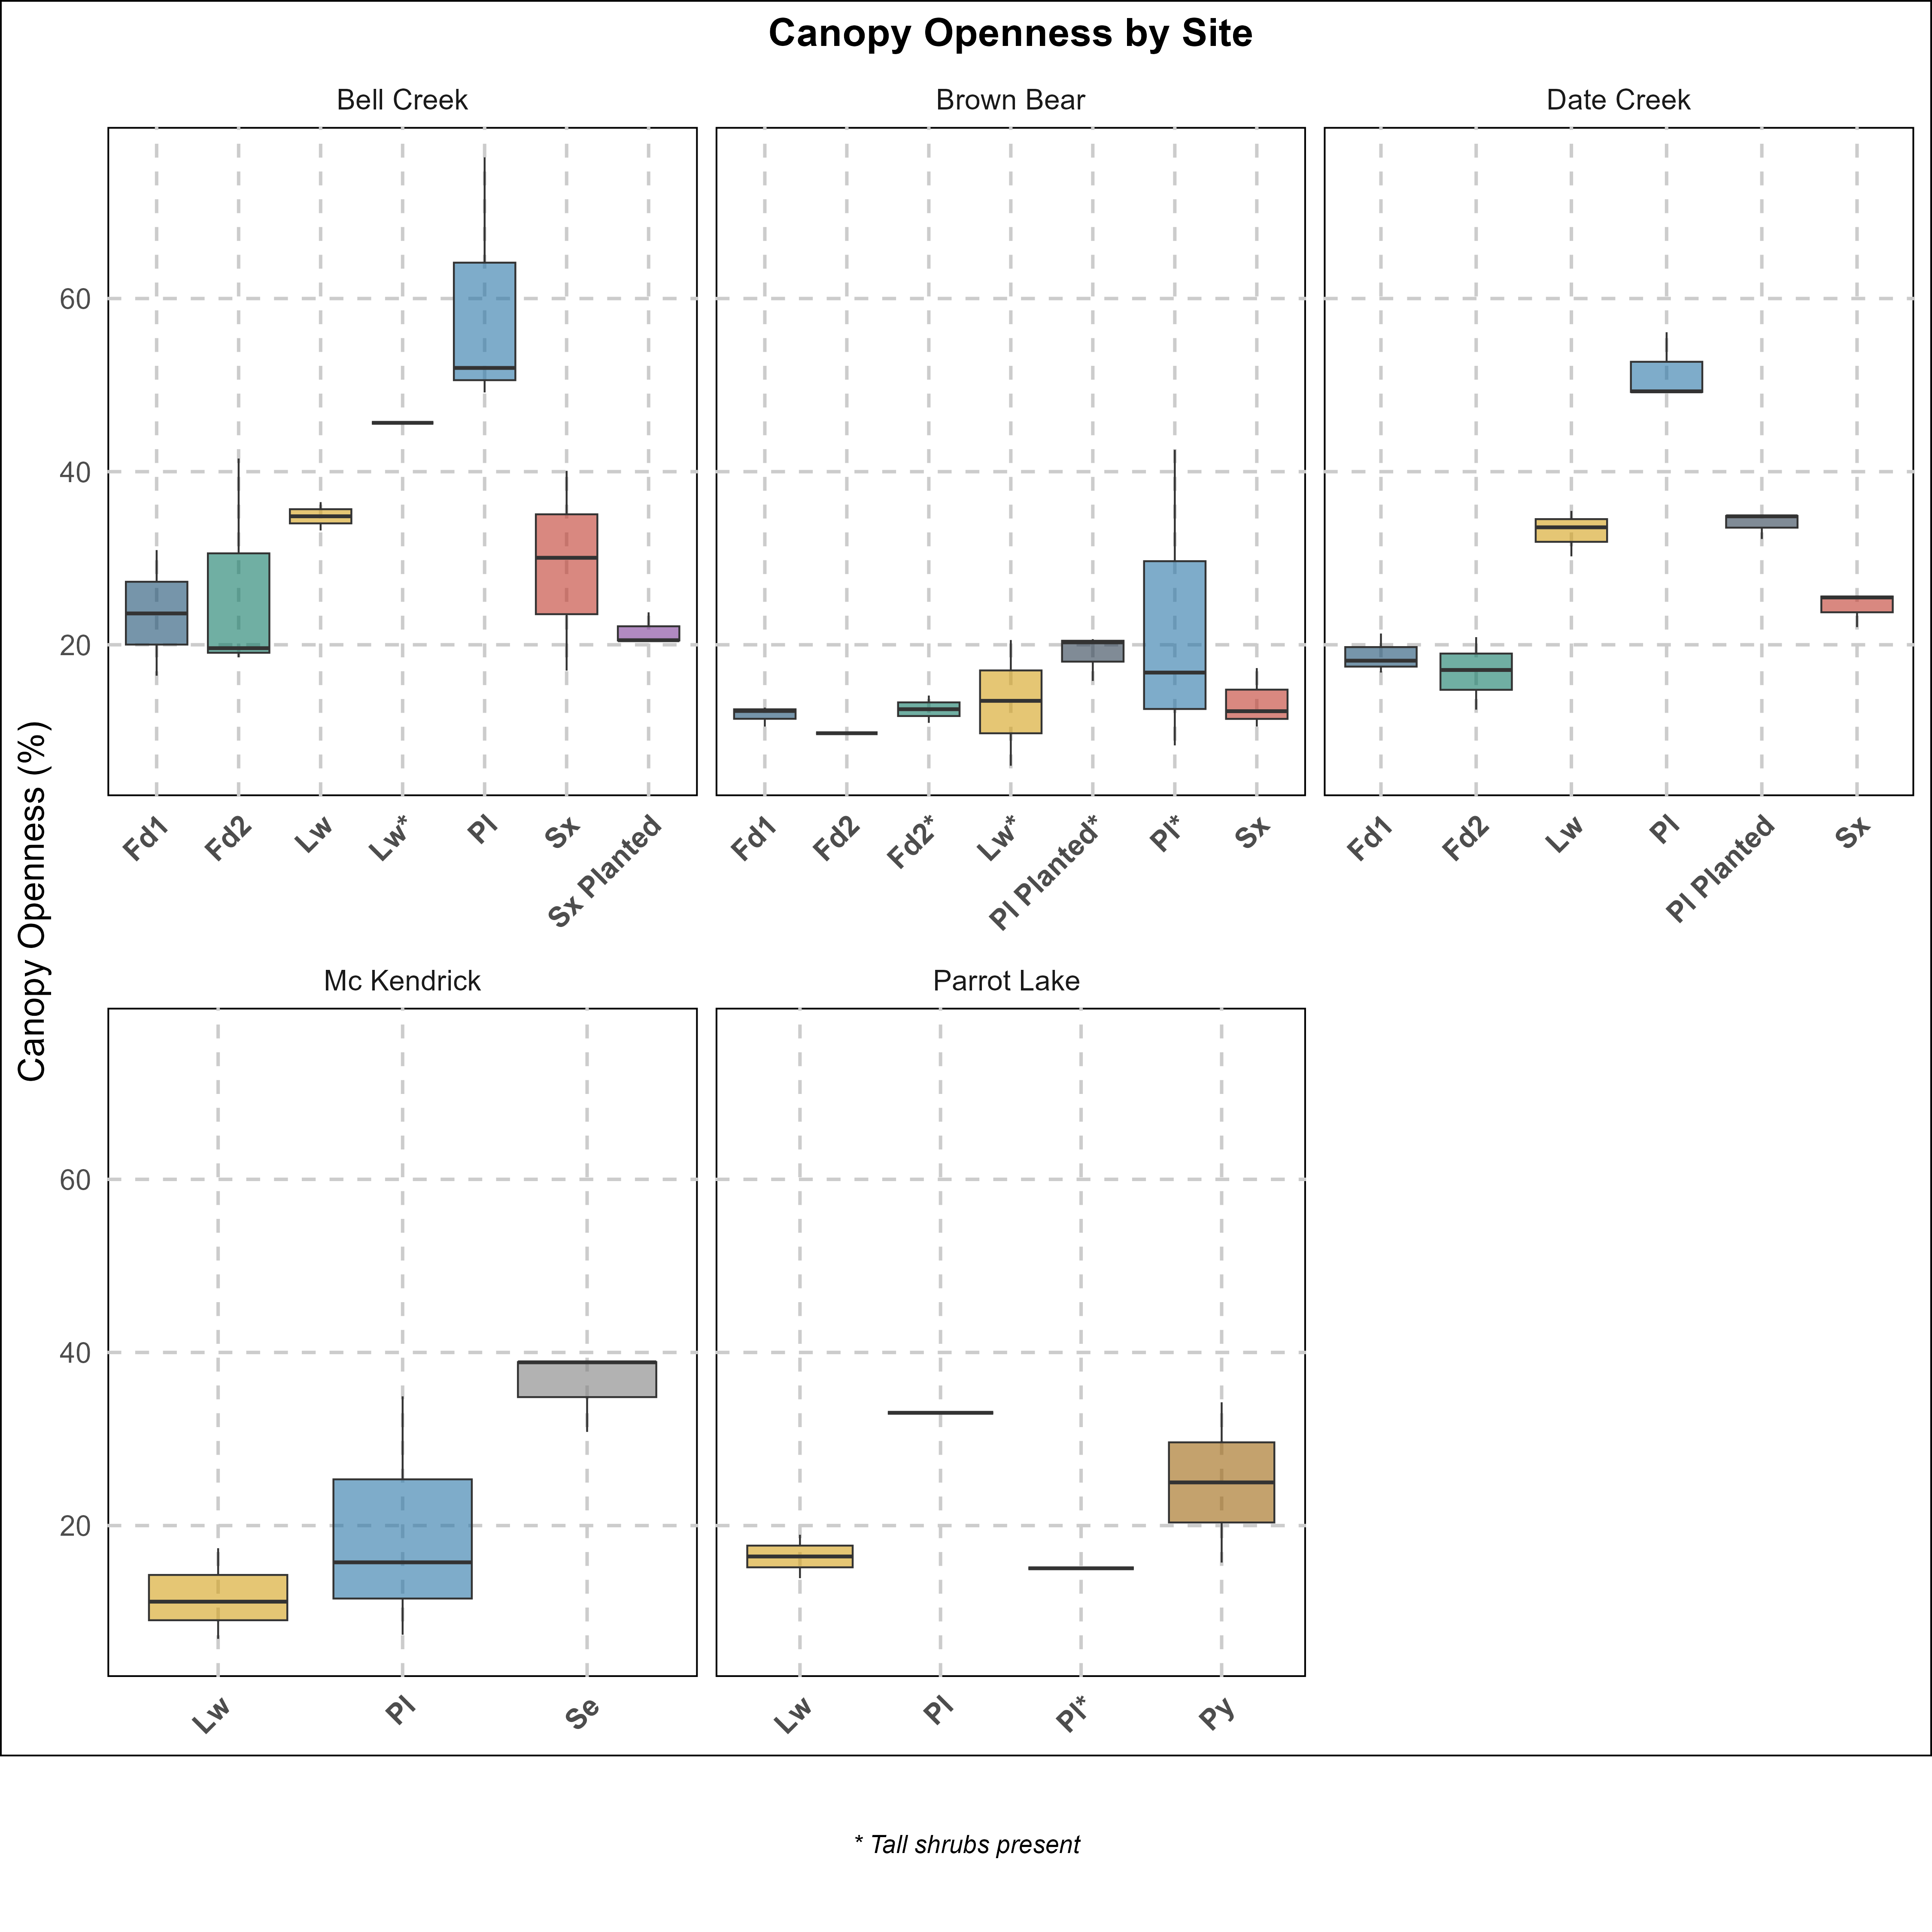 Canopy Openness by Site
Bell Creek
Brown Bear
Date Creek
Canopy Openness (%)
60
40
20
Fd1
Fd2
Lw
Lw*
Pl
Sx
Sx Planted
Fd1
Fd2
Fd2*
Lw*
Pl Planted*
Pl*
Sx
Fd1
Fd2
Lw
Pl
Pl Planted
Sx
Mc Kendrick
Parrot Lake
60
40
20
Lw
Pl
Se
Lw
Pl
Pl*
Py
* Tall shrubs present